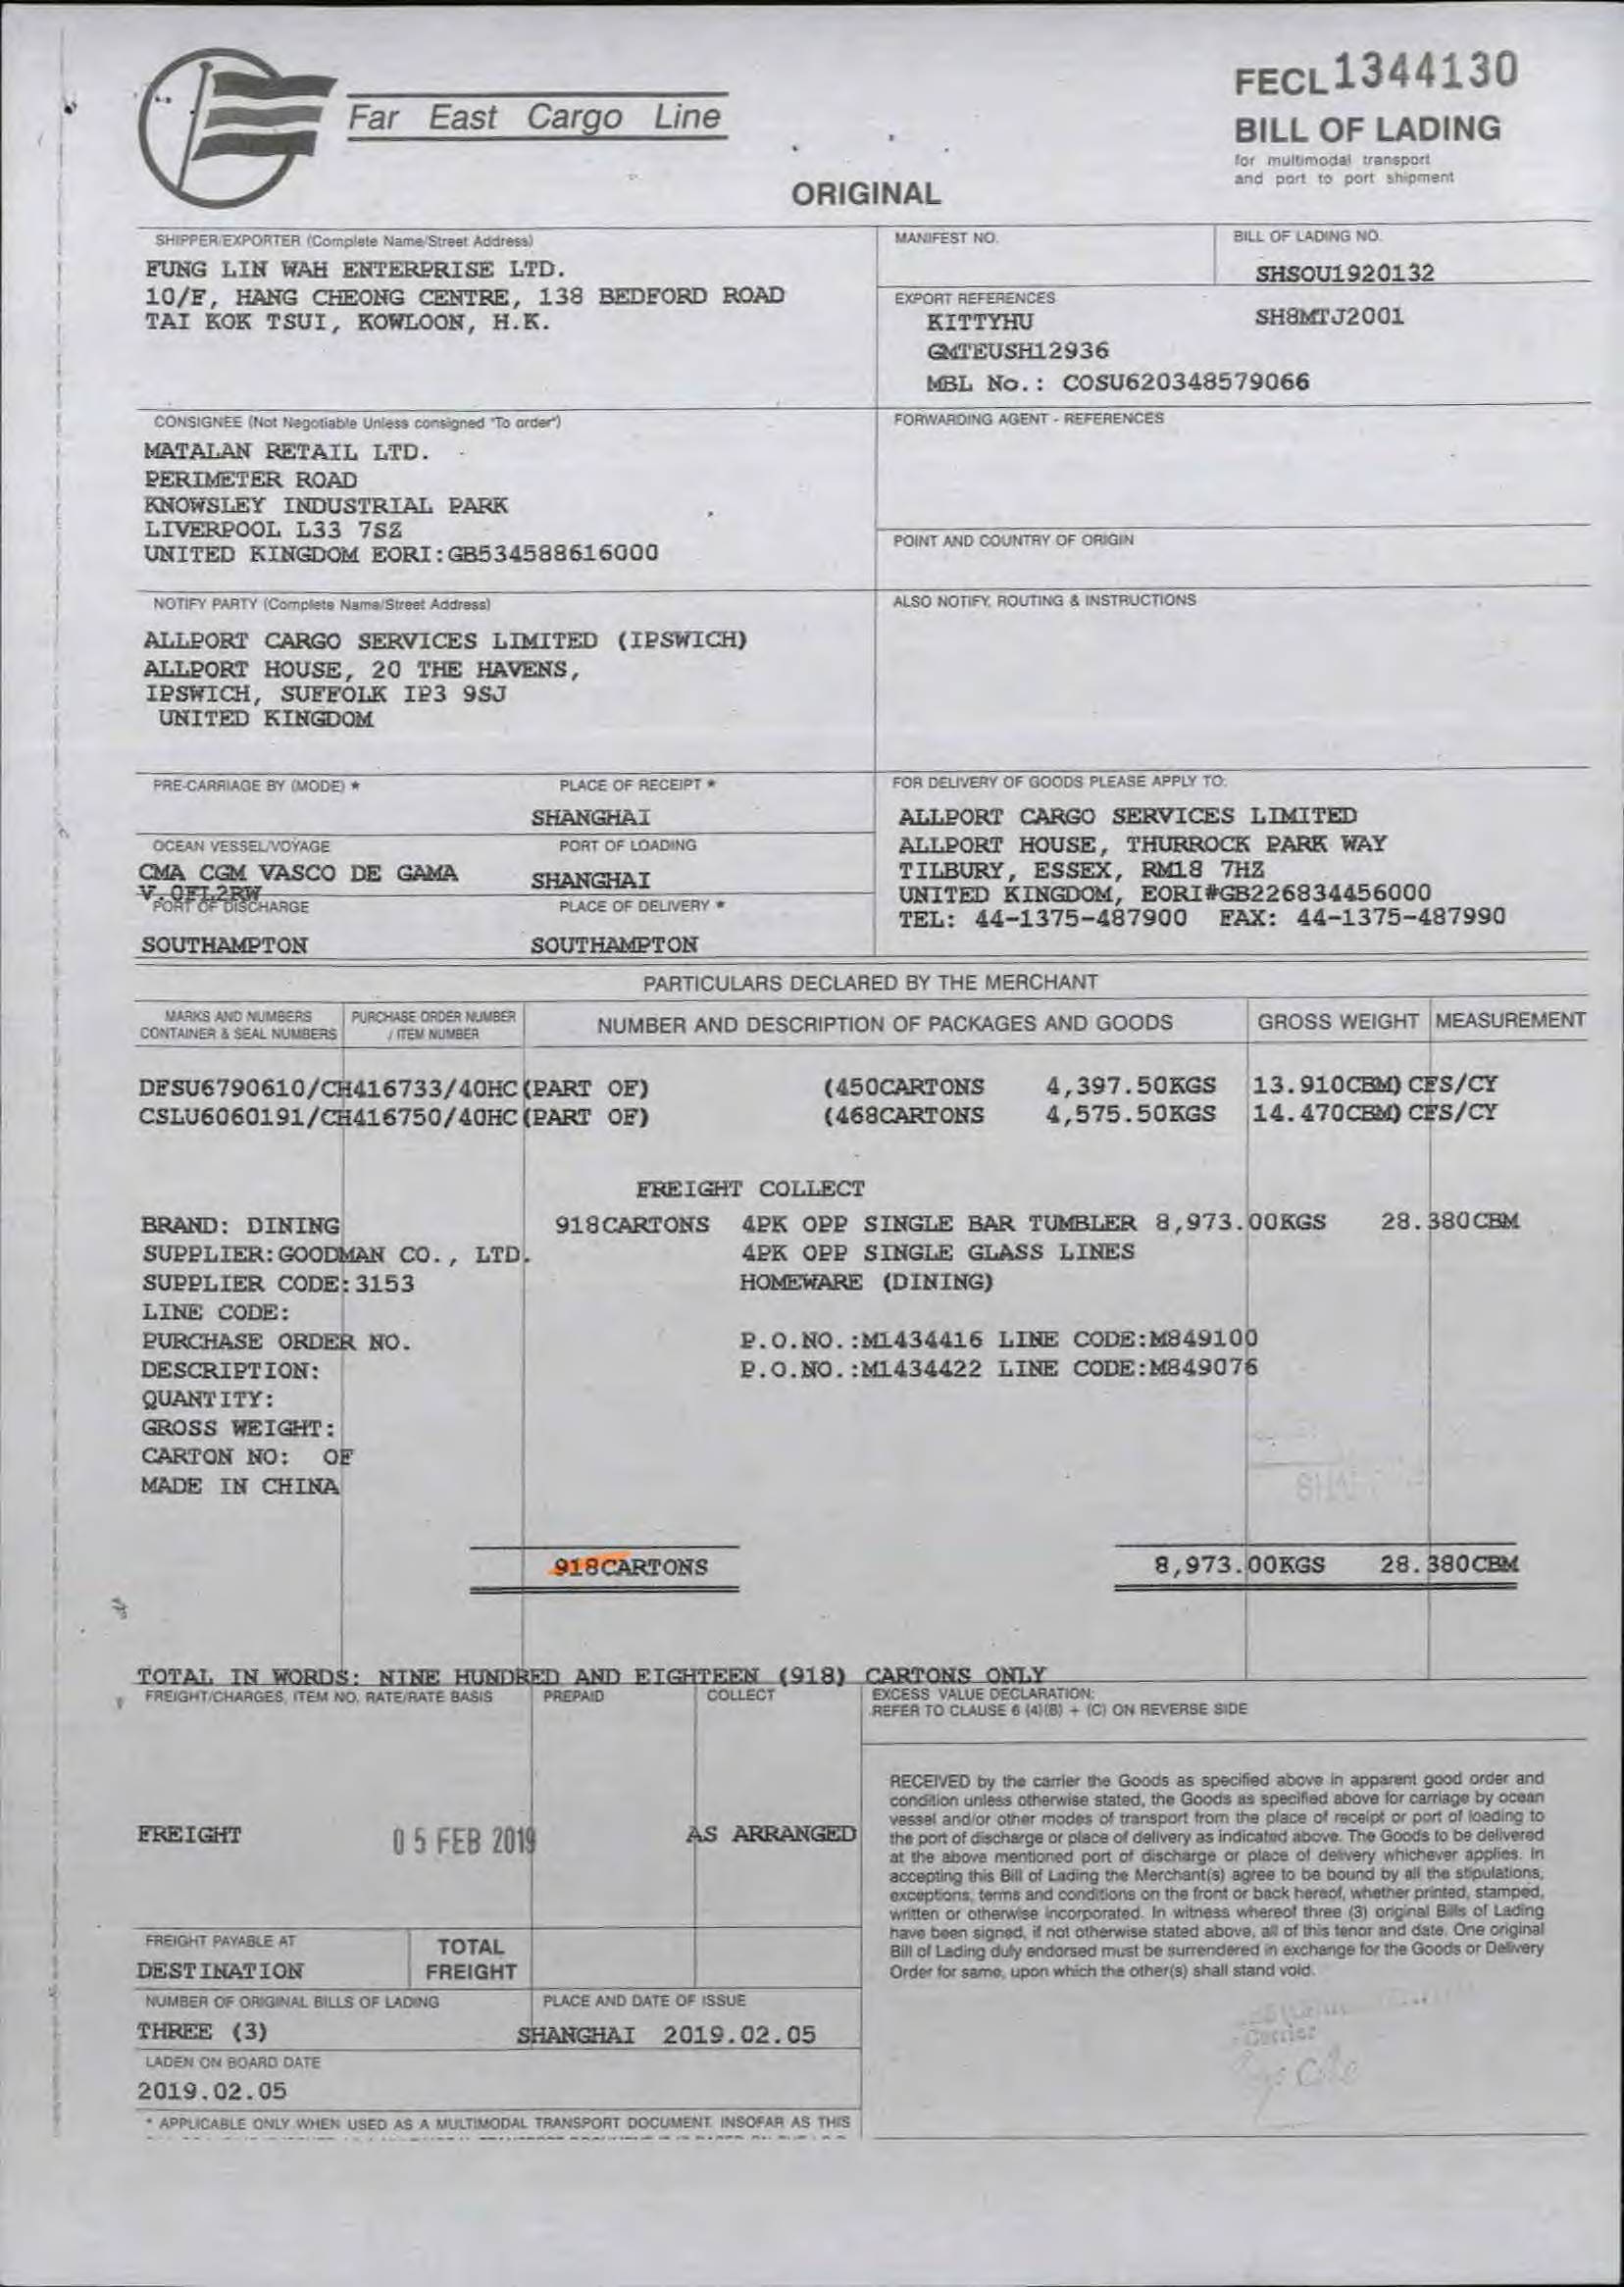 Far East Cargo Line
FECL 1344130
BILL OF LADING
for multimodal transport
and port to port shipment
ORIGINAL
SHIPPER/EXPORTER (Complete Name/Street Address)
FUNG LIN WAH ENTERPRISE LTD.
10/F, HANG CHEONG CENTRE, 138 BEDFORD ROAD
TAI KOK TSUI, KOWLOON, H.K.
MANIFEST NO.
BILL OF LADING NO.
SHSOU1920132
EXPORT REFERENCES
KITTYHU SH8MTJ2001
GMTEUSH12936
MBL No.: COSU620348579066
CONSIGNEE (Not Negotiable Unless consigned "To order")
MATALAN RETAIL LTD.
PERIMETER ROAD
KNOWSLEY INDUSTRIAL PARK
LIVERPOOL L33 7SZ
UNITED KINGDOM EORI:GB534588616000
FORWARDING AGENT - REFERENCES
POINT AND COUNTRY OF ORIGIN
NOTIFY PARTY (Complete Name/Street Address)
ALLPORT CARGO SERVICES LIMITED (IPSWICH)
ALLPORT HOUSE, 20 THE HAVENS,
IPSWICH, SUFFOLK IP3 9SJ
UNITED KINGDOM
ALSO NOTIFY, ROUTING & INSTRUCTIONS
PRE-CARRIAGE BY (MODE) * PLACE OF RECEIPT *
SHANGHAI
OCEAN VESSEL/VOYAGE PORT OF LOADING
CMA CGM VASCO DE GAMA SHANGHAI
V.0FL2RW
PORT OF DISCHARGE PLACE OF DELIVERY *
SOUTHAMPTON SOUTHAMPTON
FOR DELIVERY OF GOODS PLEASE APPLY TO:
ALLPORT CARGO SERVICES LIMITED
ALLPORT HOUSE, THURROCK PARK WAY
TILBURY, ESSEX, RM18 7HZ
UNITED KINGDOM, EORI#GB226834456000
TEL: 44-1375-487900 FAX: 44-1375-487990
PARTICULARS DECLARED BY THE MERCHANT
MARKS AND NUMBERS
CONTAINER & SEAL NUMBERS
PURCHASE ORDER NUMBER
/ ITEM NUMBER
NUMBER AND DESCRIPTION OF PACKAGES AND GOODS
GROSS WEIGHT
MEASUREMENT
DFSU6790610/CH416733/40HC(PART OF) (450CARTONS 4,397.50KGS 13.910CBM)CFS/CY
CSLU6060191/CH416750/40HC(PART OF) (468CARTONS 4,575.50KGS 14.470CBM)CFS/CY
FREIGHT COLLECT
BRAND: DINING 918CARTONS 4PK OPP SINGLE BAR TUMBLER 8,973.00KGS 28.380CBM
SUPPLIER:GOODMAN CO., LTD. 4PK OPP SINGLE GLASS LINES
SUPPLIER CODE:3153 HOMEWARE (DINING)
LINE CODE:
PURCHASE ORDER NO. P.O.NO.:M1434416 LINE CODE:M849100
DESCRIPTION: P.O.NO.:M1434422 LINE CODE:M849076
QUANTITY:
GROSS WEIGHT:
CARTON NO: OF
MADE IN CHINA
918CARTONS 8,973.00KGS 28.380CBM
TOTAL IN WORDS: NINE HUNDRED AND EIGHTEEN (918) CARTONS ONLY
FREIGHT/CHARGES, ITEM NO. RATE/RATE BASIS PREPAID COLLECT
EXCESS VALUE DECLARATION:
REFER TO CLAUSE 6 (4)(B) + (C) ON REVERSE SIDE
FREIGHT 05 FEB 2019 AS ARRANGED
RECEIVED by the carrier the Goods as specified above in apparent good order and
condition unless otherwise stated, the Goods as specified above for carriage by ocean
vessel and/or other modes of transport from the place of receipt or port of loading to
the port of discharge or place of delivery as indicated above. The Goods to be delivered
at the above mentioned port of discharge or place of delivery whichever applies. In
accepting this Bill of Lading the Merchant(s) agree to be bound by all the stipulations,
exceptions, terms and conditions on the front or back hereof, whether printed, stamped,
written or otherwise incorporated. In witness whereof three (3) original Bills of Lading
have been signed, if not otherwise stated above, all of this tenor and date. One original
Bill of Lading duly endorsed must be surrendered in exchange for the Goods or Delivery
Order for same, upon which the other(s) shall stand void.
FREIGHT PAYABLE AT
DESTINATION
TOTAL
FREIGHT
NUMBER OF ORIGINAL BILLS OF LADING
THREE (3)
PLACE AND DATE OF ISSUE
SHANGHAI 2019.02.05
Carrier
LADEN ON BOARD DATE
2019.02.05
* APPLICABLE ONLY WHEN USED AS A MULTIMODAL TRANSPORT DOCUMENT. INSOFAR AS THIS